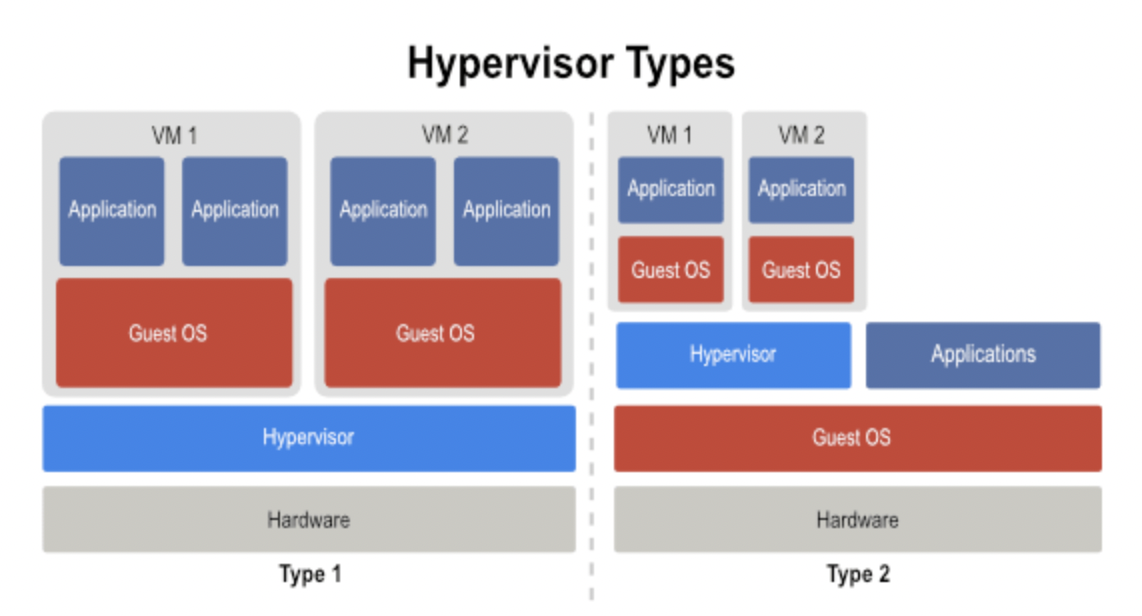 Hypervisor Types
VM 1
Application
Application
Guest OS
VM 2
Application
Application
Guest OS
Hypervisor
Hardware
Type 1
VM 1
Application
Guest OS
VM 2
Application
Guest OS
Hypervisor
Applications
Guest OS
Hardware
Type 2